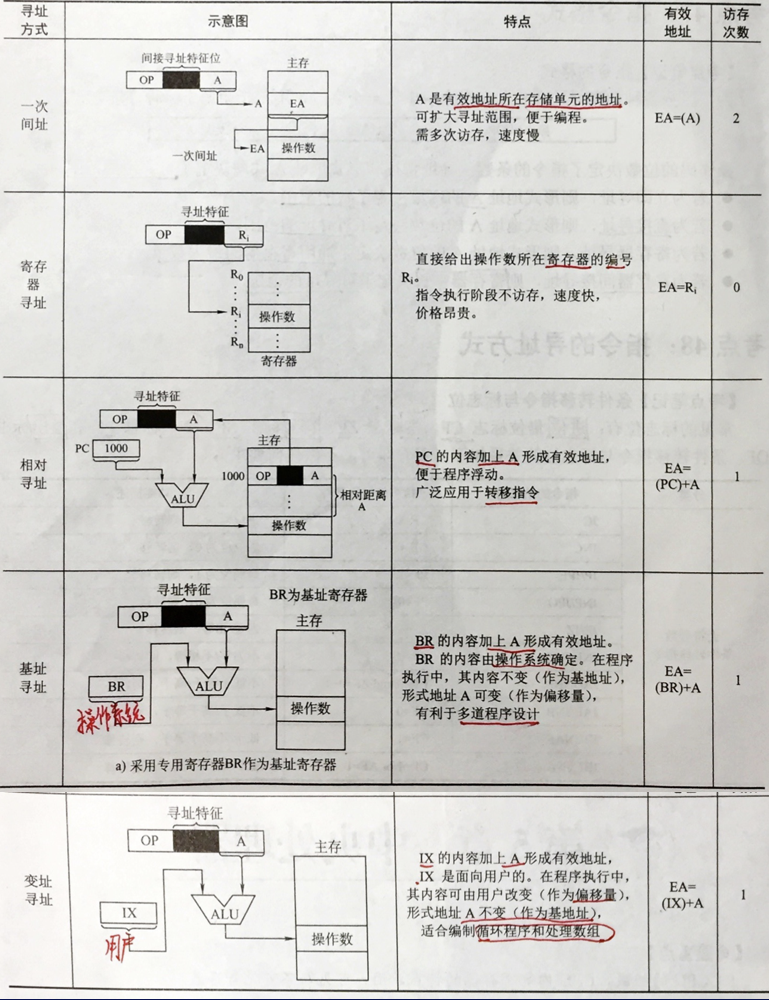 寻址方式 示意图 特点 有效地址 访存次数
一次间址
间接寻址特征位
OP A
主存
A EA
EA 操作数
一次间址
A 是有效地址所在存储单元的地址。
可扩大寻址范围，便于编程。
需多次访存，速度慢
EA=(A)
2
寄存器寻址
寻址特征
OP Ri
R0
Ri 操作数
Rn
寄存器
直接给出操作数所在寄存器的编号
Ri。
指令执行阶段不访存，速度快，
价格昂贵。
EA=Ri
0
相对寻址
寻址特征
OP A
PC 1000
主存
1000 OP A
ALU
相对距离A
操作数
PC 的内容加上 A 形成有效地址，
便于程序浮动。
广泛应用于转移指令
EA=
(PC)+A
1
基址寻址
寻址特征
BR为基址寄存器
OP A
主存
BR
ALU
操作系统
操作数
a) 采用专用寄存器BR作为基址寄存器
BR 的内容加上 A 形成有效地址。
BR 的内容由操作系统确定。在程序
执行中，其内容不变（作为基地址），
形式地址 A 可变（作为偏移量），
有利于多道程序设计
EA=
(BR)+A
1
变址寻址
寻址特征
OP A
主存
IX
ALU
用户
操作数
IX 的内容加上 A 形成有效地址，
IX 是面向用户的。在程序执行中，
其内容可由用户改变（作为偏移量），
形式地址 A 不变（作为基地址），
适合编制循环程序和处理数组
EA=
(IX)+A
1